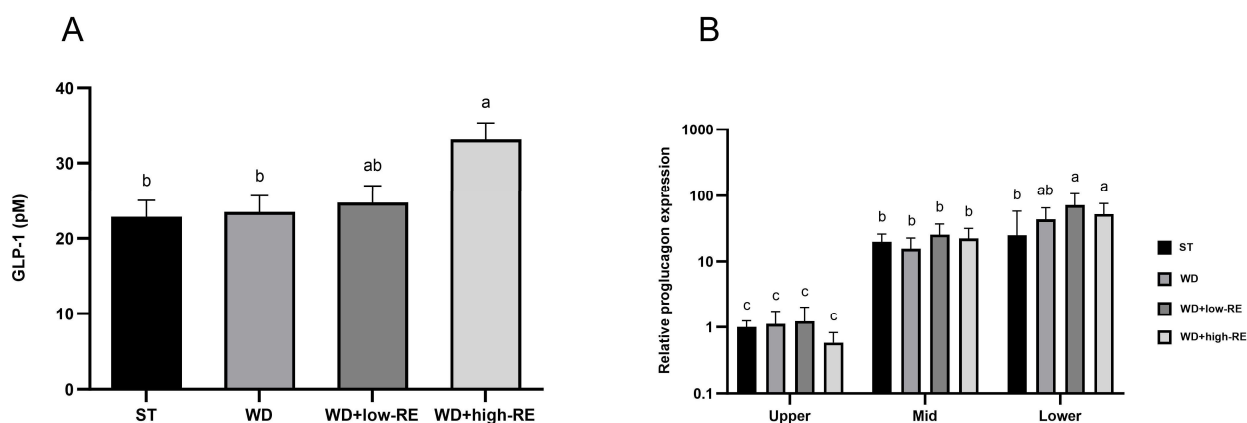 A
GLP-1 (pM)
40
30
20
10
0
b
b
ab
a
ST
WD
WD+low-RE
WD+high-RE
B
Relative proglucagon expression
1000
100
10
1
0.1
c
c
c
c
b
b
b
b
b
ab
a
a
Upper
Mid
Lower
ST
WD
WD+low-RE
WD+high-RE